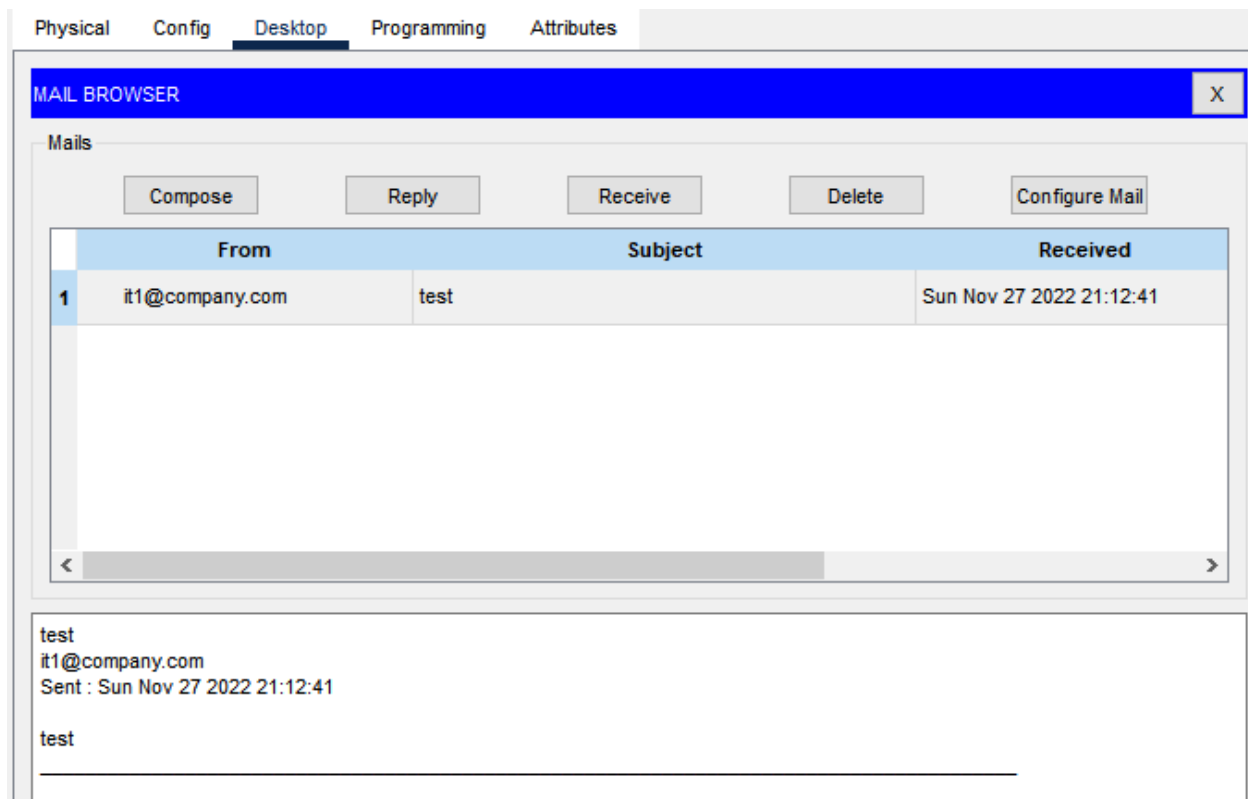 Physical Config Desktop Programming Attributes
MAIL BROWSER X
Mails
Compose Reply Receive Delete Configure Mail
From Subject Received
1 it1@company.com test Sun Nov 27 2022 21:12:41
test
it1@company.com
Sent : Sun Nov 27 2022 21:12:41
test